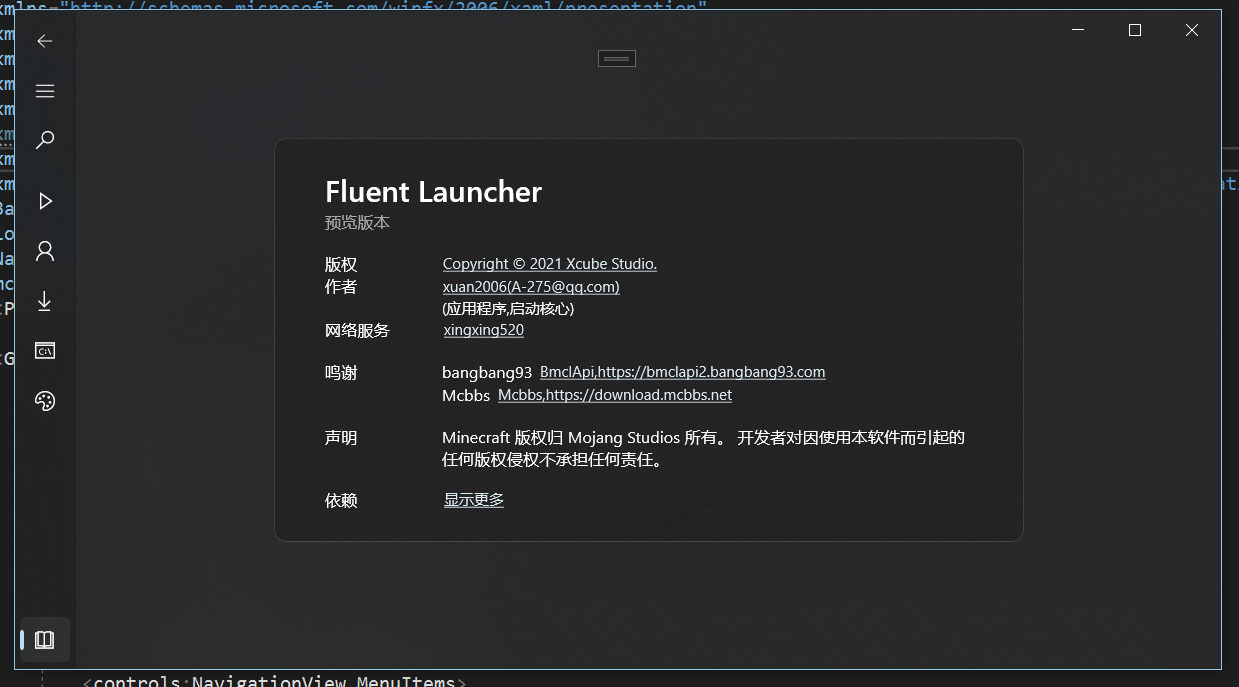 xmlns="http://schemas.microsoft.com/winfx/2006/xaml/presentation"
Fluent Launcher
预览版本
版权 Copyright © 2021 Xcube Studio.
作者 xuan2006(A-275@qq.com)
(应用程序,启动核心)
网络服务 xingxing520
鸣谢 bangbang93 BmclApi,https://bmclapi2.bangbang93.com
Mcbbs Mcbbs,https://download.mcbbs.net
声明 Minecraft 版权归 Mojang Studios 所有。 开发者对因使用本软件而引起的
任何版权侵权不承担任何责任。
依赖 显示更多
<controls:NavigationView.MenuItems>